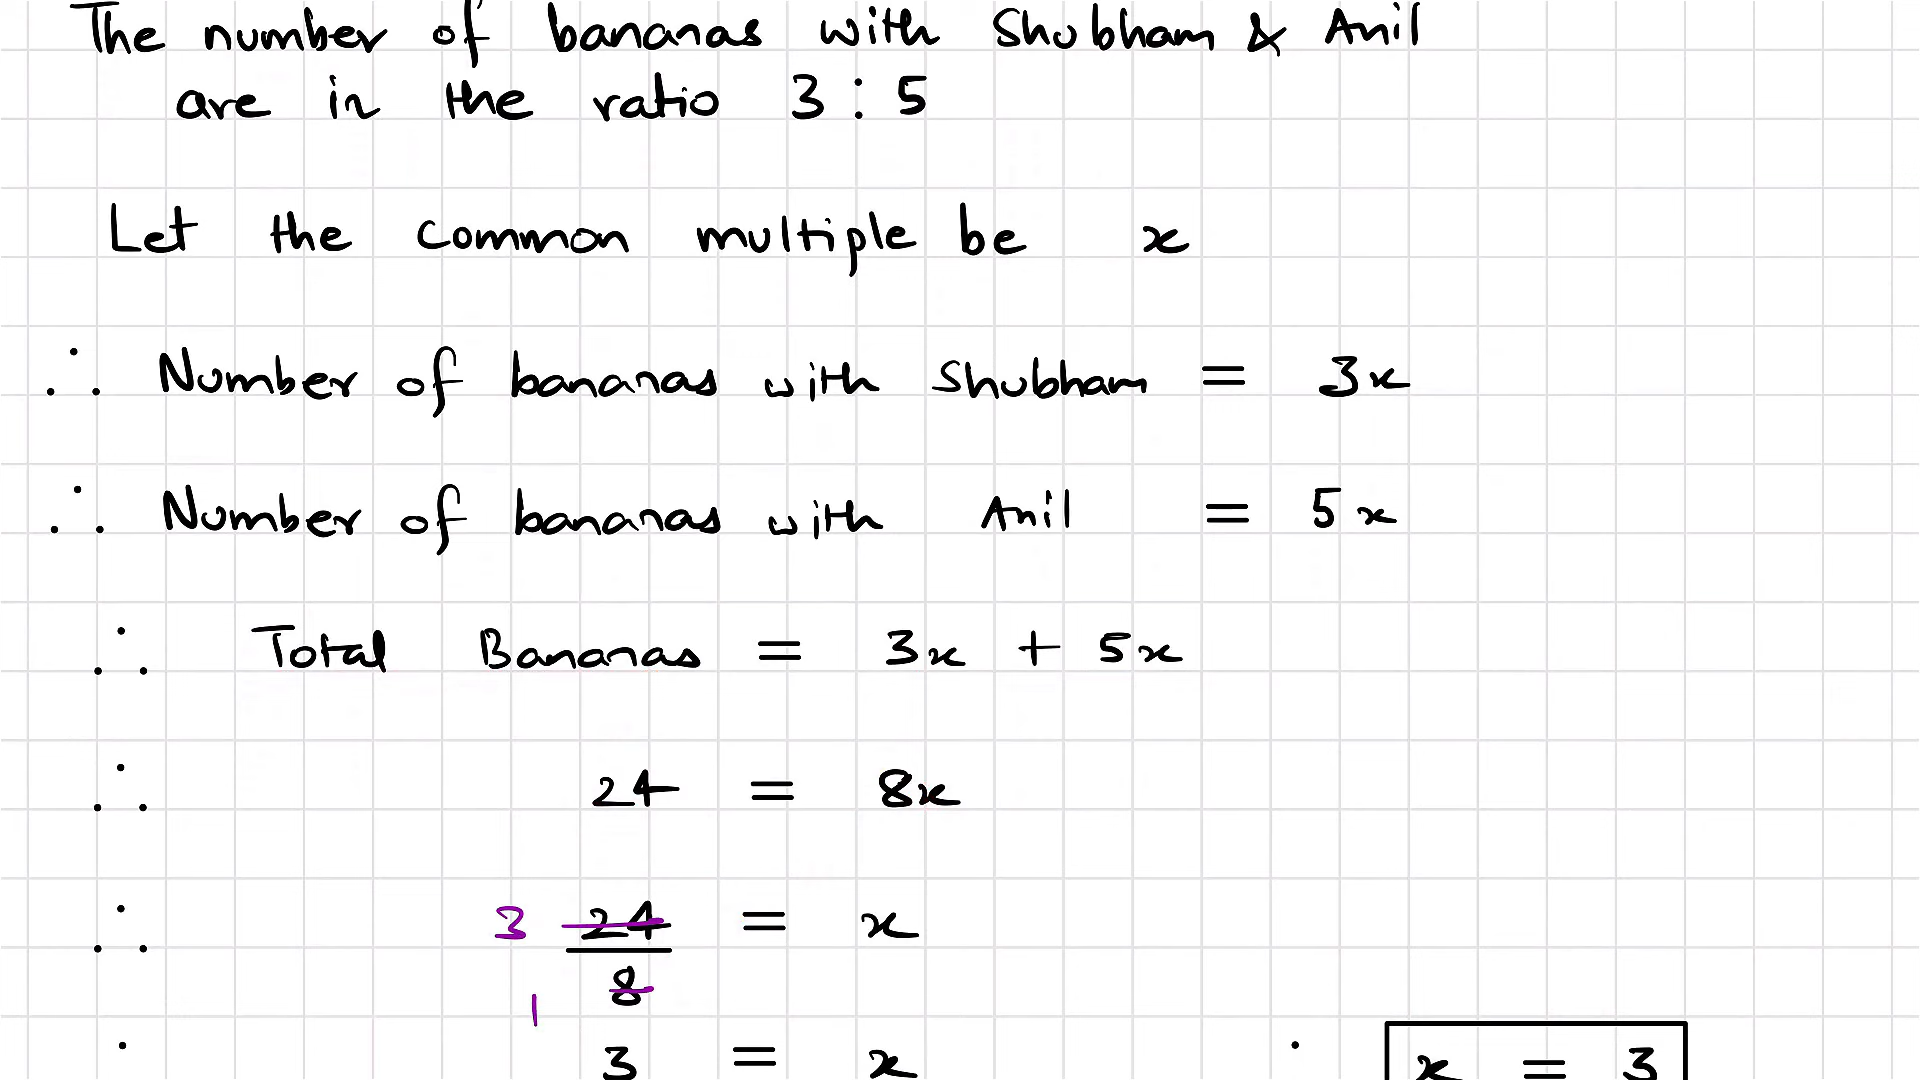 The number of bananas with Shubham & Anil
are in the ratio 3 : 5
Let the common multiple be x
∴ Number of bananas with Shubham = 3x
∴ Number of bananas with Anil = 5x
∴ Total Bananas = 3x + 5x
∴ 24 = 8x
∴ 3 24 = x
1 8
∴ 3 = x ∴ x = 3